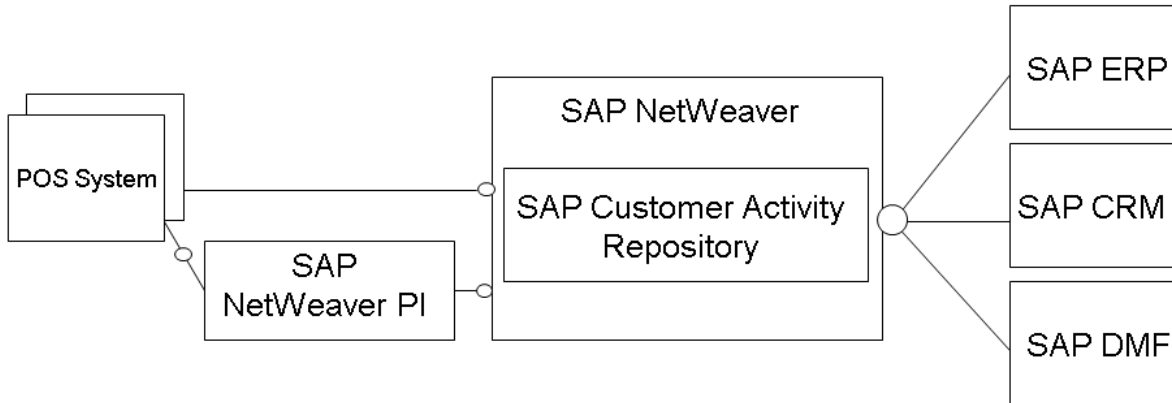 POS System
SAP
NetWeaver PI
SAP NetWeaver
SAP Customer Activity
Repository
SAP ERP
SAP CRM
SAP DMF